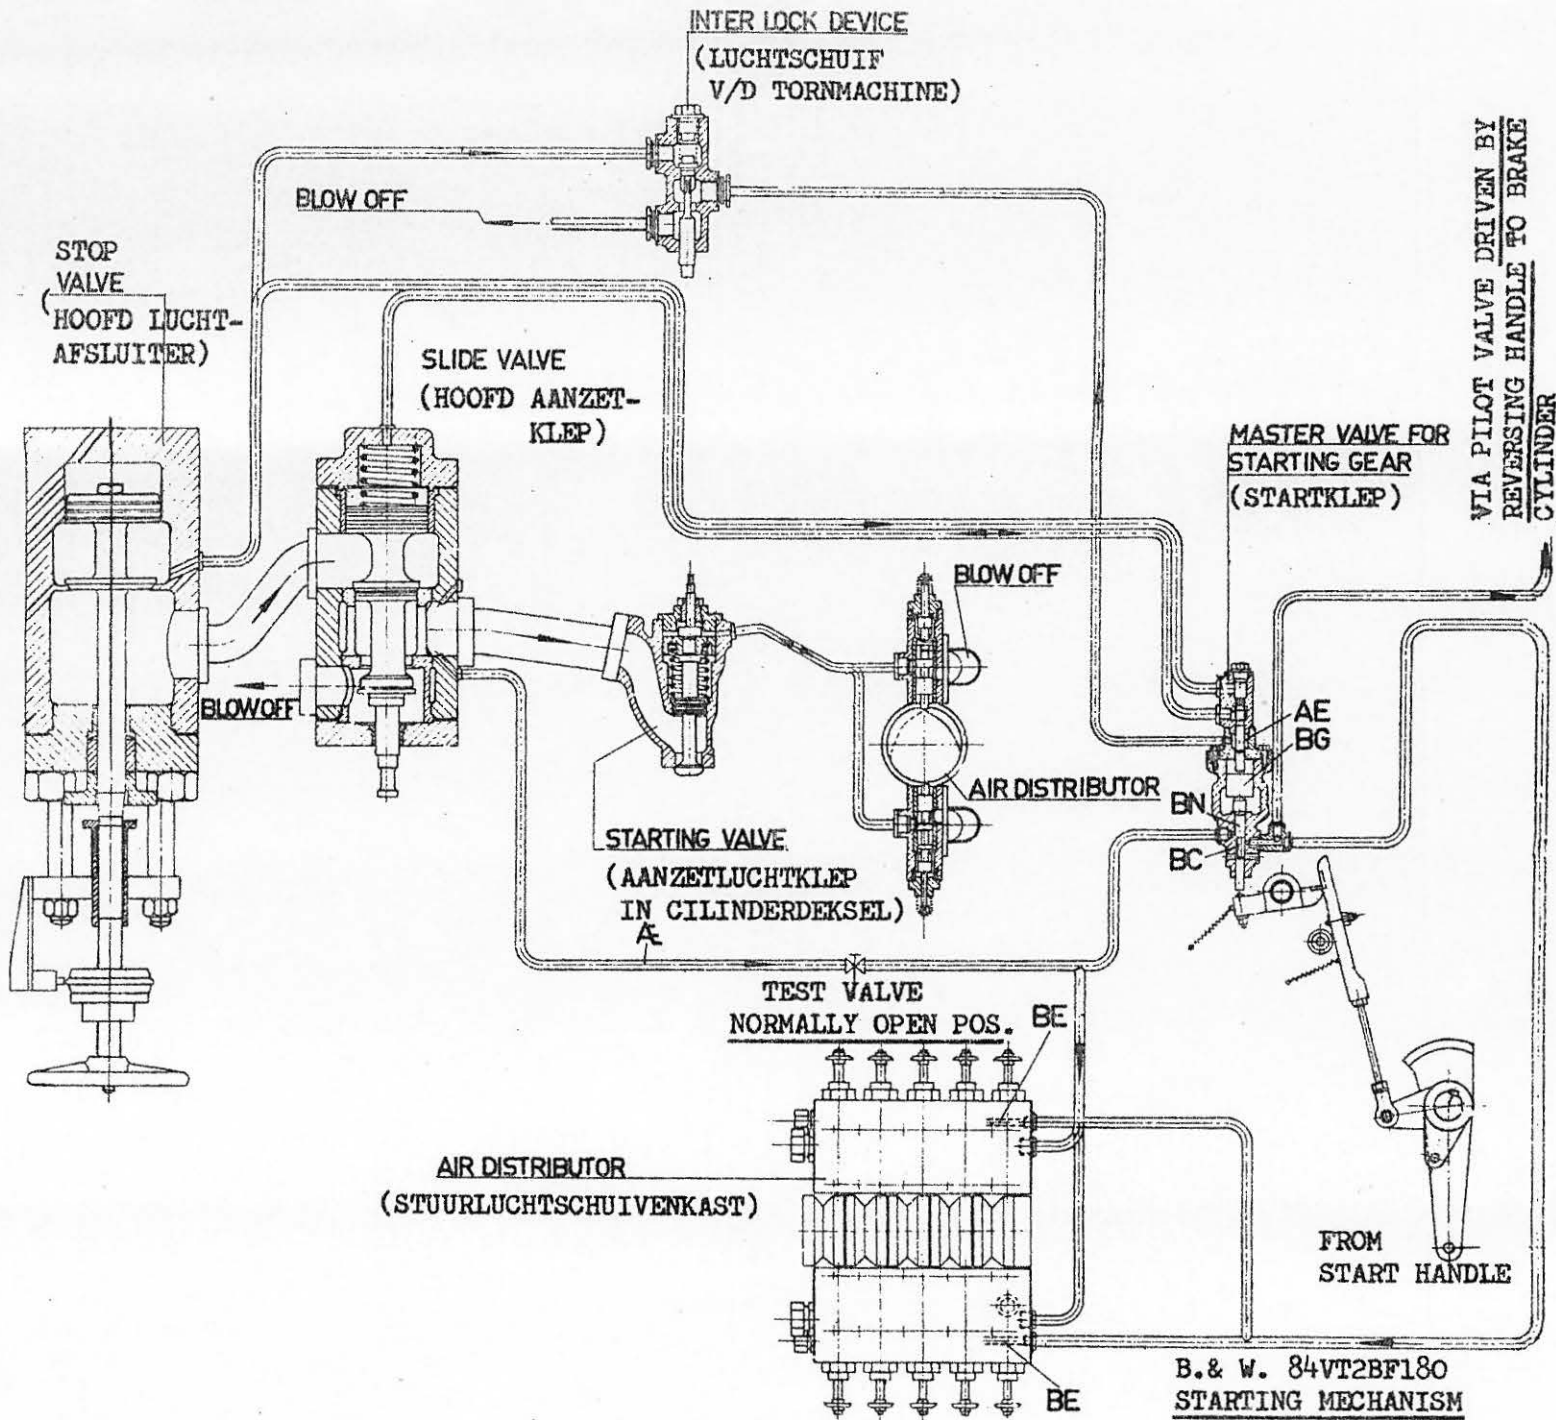 INTER LOCK DEVICE
(LUCHTSCHUIF
V/D TORNMACHINE)
BLOW OFF
STOP
VALVE
(HOOFD LUCHT-
AFSLUITER)
SLIDE VALVE
(HOOFD AANZET-
KLEP)
VIA PILOT VALVE DRIVEN BY
REVERSING HANDLE TO BRAKE
CYLINDER
MASTER VALVE FOR
STARTING GEAR
(STARTKLEP)
BLOW OFF
BLOW OFF
AE
BG
AIR DISTRIBUTOR
BN
BC
STARTING VALVE
(AANZETLUCHTKLEP
IN CILINDERDEKSEL)
Æ
TEST VALVE
NORMALLY OPEN POS.
BE
AIR DISTRIBUTOR
(STUURLUCHTSCHUIVENKAST)
FROM
START HANDLE
BE
B.& W. 84VT2BF180
STARTING MECHANISM